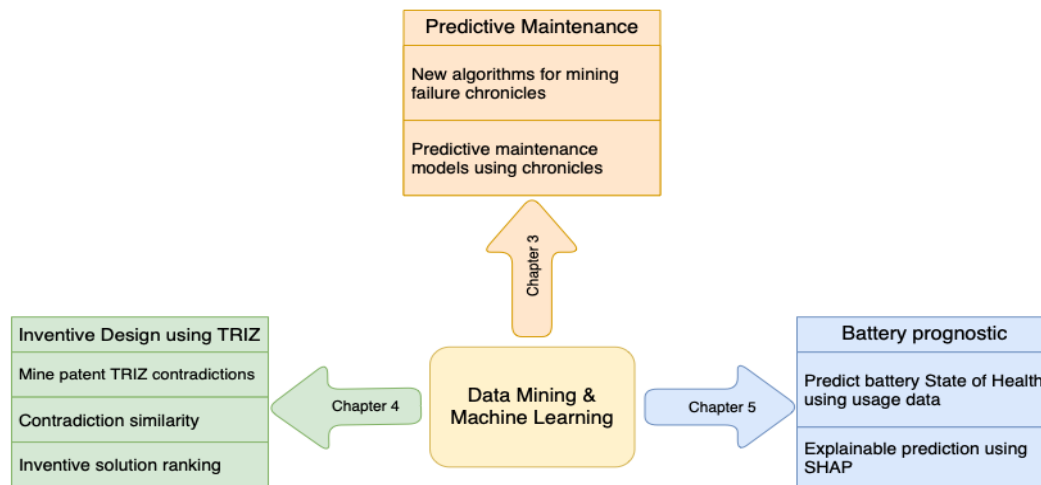 Predictive Maintenance
New algorithms for mining
failure chronicles
Predictive maintenance
models using chronicles
Chapter 3
Inventive Design using TRIZ
Mine patent TRIZ contradictions
Contradiction similarity
Inventive solution ranking
Chapter 4
Data Mining &
Machine Learning
Chapter 5
Battery prognostic
Predict battery State of Health
using usage data
Explainable prediction using
SHAP